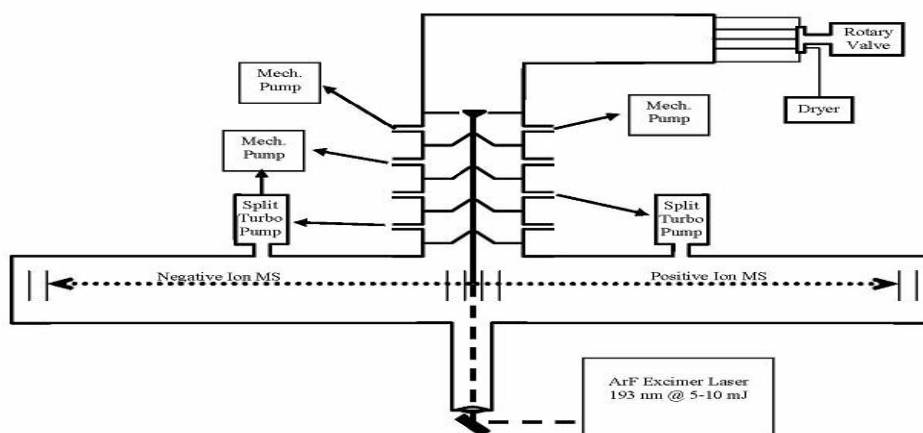 Rotary
Valve
Mech.
Pump
Mech.
Pump
Dryer
Mech.
Pump
Split
Turbo
Pump
Split
Turbo
Pump
Negative Ion MS
Positive Ion MS
ArF Excimer Laser
193 nm @ 5-10 mJ